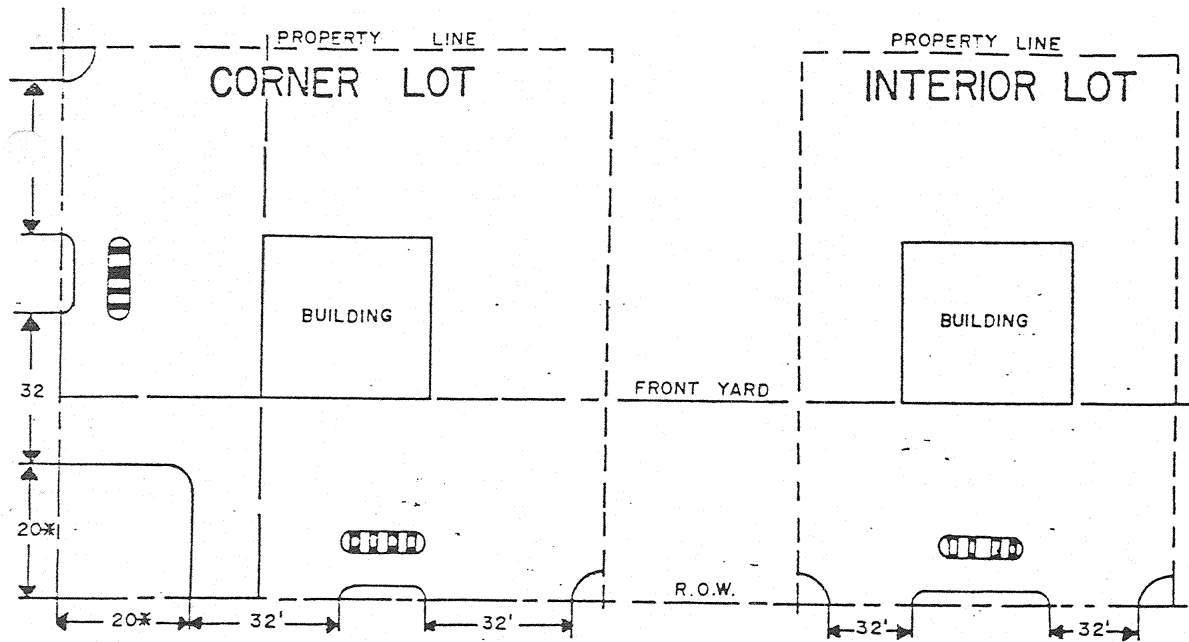 PROPERTY LINE
CORNER LOT
PROPERTY LINE
INTERIOR LOT
BUILDING
BUILDING
32
FRONT YARD
20*
R.O.W.
20*
32'
32'
32'
32'